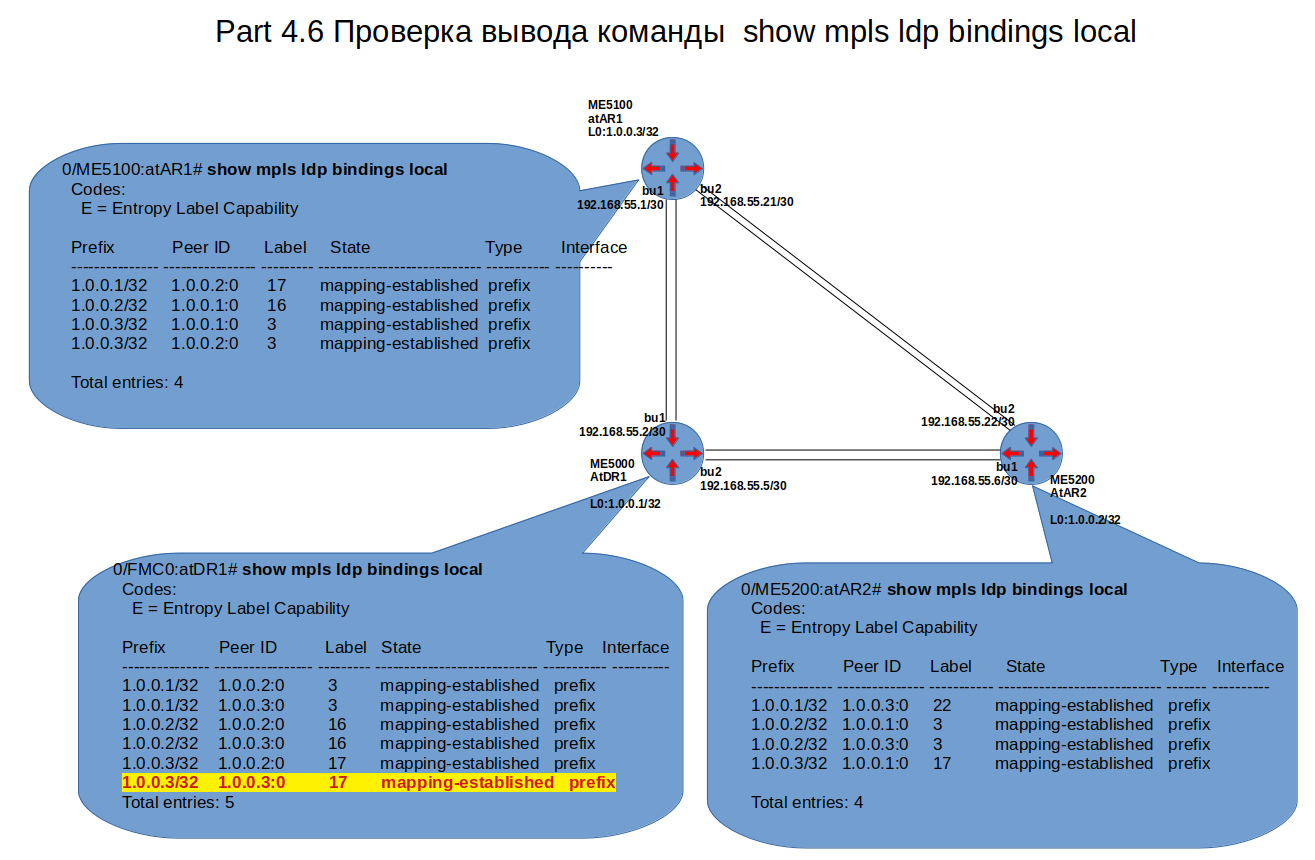 Part 4.6 Проверка вывода команды  show mpls ldp bindings local
ME5100
atAR1
L0:1.0.0.3/32
0/ME5100:atAR1# show mpls ldp bindings local
Codes:
E = Entropy Label Capability
Prefix Peer ID Label State Type Interface
--------------- ---------------- --------- ---------------------------- ----------- ----------
1.0.0.1/32 1.0.0.2:0 17 mapping-established prefix
1.0.0.2/32 1.0.0.1:0 16 mapping-established prefix
1.0.0.3/32 1.0.0.1:0 3 mapping-established prefix
1.0.0.3/32 1.0.0.2:0 3 mapping-established prefix
Total entries: 4
bu1
192.168.55.1/30
bu2
192.168.55.21/30
bu1
192.168.55.2/30
bu2
192.168.55.22/30
ME5000
AtDR1
L0:1.0.0.1/32
bu2
192.168.55.5/30
bu1
192.168.55.6/30
ME5200
AtAR2
L0:1.0.0.2/32
0/FMC0:atDR1# show mpls ldp bindings local
Codes:
E = Entropy Label Capability
Prefix Peer ID Label State Type Interface
--------------- ----------------- --------- ---------------------------- ----------- ----------
1.0.0.1/32 1.0.0.2:0 3 mapping-established prefix
1.0.0.1/32 1.0.0.3:0 3 mapping-established prefix
1.0.0.2/32 1.0.0.2:0 16 mapping-established prefix
1.0.0.2/32 1.0.0.3:0 16 mapping-established prefix
1.0.0.3/32 1.0.0.2:0 17 mapping-established prefix
1.0.0.3/32 1.0.0.3:0 17 mapping-established prefix
Total entries: 5
0/ME5200:atAR2# show mpls ldp bindings local
Codes:
E = Entropy Label Capability
Prefix Peer ID Label State Type Interface
-------------- --------------- ----------- ---------------------------- ------- ----------
1.0.0.1/32 1.0.0.3:0 22 mapping-established prefix
1.0.0.2/32 1.0.0.1:0 3 mapping-established prefix
1.0.0.2/32 1.0.0.3:0 3 mapping-established prefix
1.0.0.3/32 1.0.0.1:0 17 mapping-established prefix
Total entries: 4